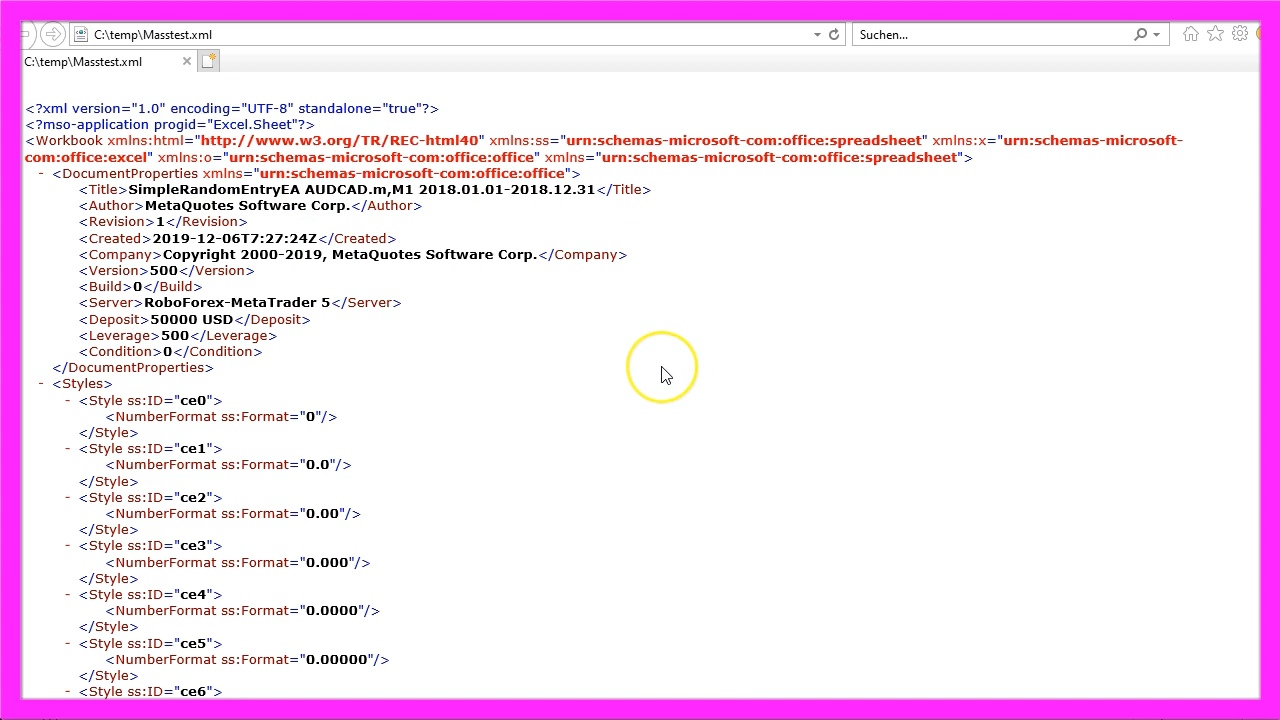 C:\temp\Masstest.xml
Suchen...
C:\temp\Masstest.xml
<?xml version="1.0" encoding="UTF-8" standalone="true"?>
<?mso-application progid="Excel.Sheet"?>
<Workbook xmlns:html="http://www.w3.org/TR/REC-html40" xmlns:ss="urn:schemas-microsoft-com:office:spreadsheet" xmlns:x="urn:schemas-microsoft-
com:office:excel" xmlns:o="urn:schemas-microsoft-com:office:office" xmlns="urn:schemas-microsoft-com:office:spreadsheet">
- <DocumentProperties xmlns="urn:schemas-microsoft-com:office:office">
<Title>SimpleRandomEntryEA AUDCAD.m,M1 2018.01.01-2018.12.31</Title>
<Author>MetaQuotes Software Corp.</Author>
<Revision>1</Revision>
<Created>2019-12-06T7:27:24Z</Created>
<Company>Copyright 2000-2019, MetaQuotes Software Corp.</Company>
<Version>500</Version>
<Build>0</Build>
<Server>RoboForex-MetaTrader 5</Server>
<Deposit>50000 USD</Deposit>
<Leverage>500</Leverage>
<Condition>0</Condition>
</DocumentProperties>
- <Styles>
- <Style ss:ID="ce0">
<NumberFormat ss:Format="0"/>
</Style>
- <Style ss:ID="ce1">
<NumberFormat ss:Format="0.0"/>
</Style>
- <Style ss:ID="ce2">
<NumberFormat ss:Format="0.00"/>
</Style>
- <Style ss:ID="ce3">
<NumberFormat ss:Format="0.000"/>
</Style>
- <Style ss:ID="ce4">
<NumberFormat ss:Format="0.0000"/>
</Style>
- <Style ss:ID="ce5">
<NumberFormat ss:Format="0.00000"/>
</Style>
- <Style ss:ID="ce6">